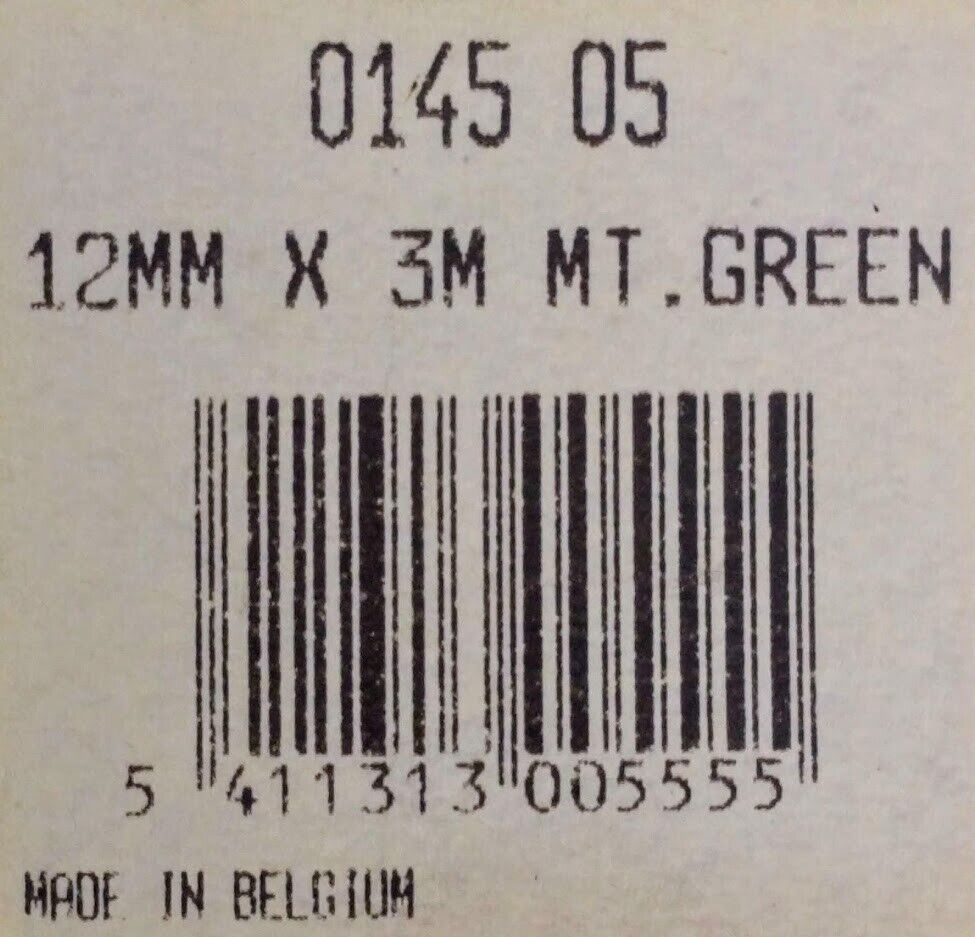 0145 05
12MM X 3M MT.GREEN
5 411313 005555
MADE IN BELGIUM